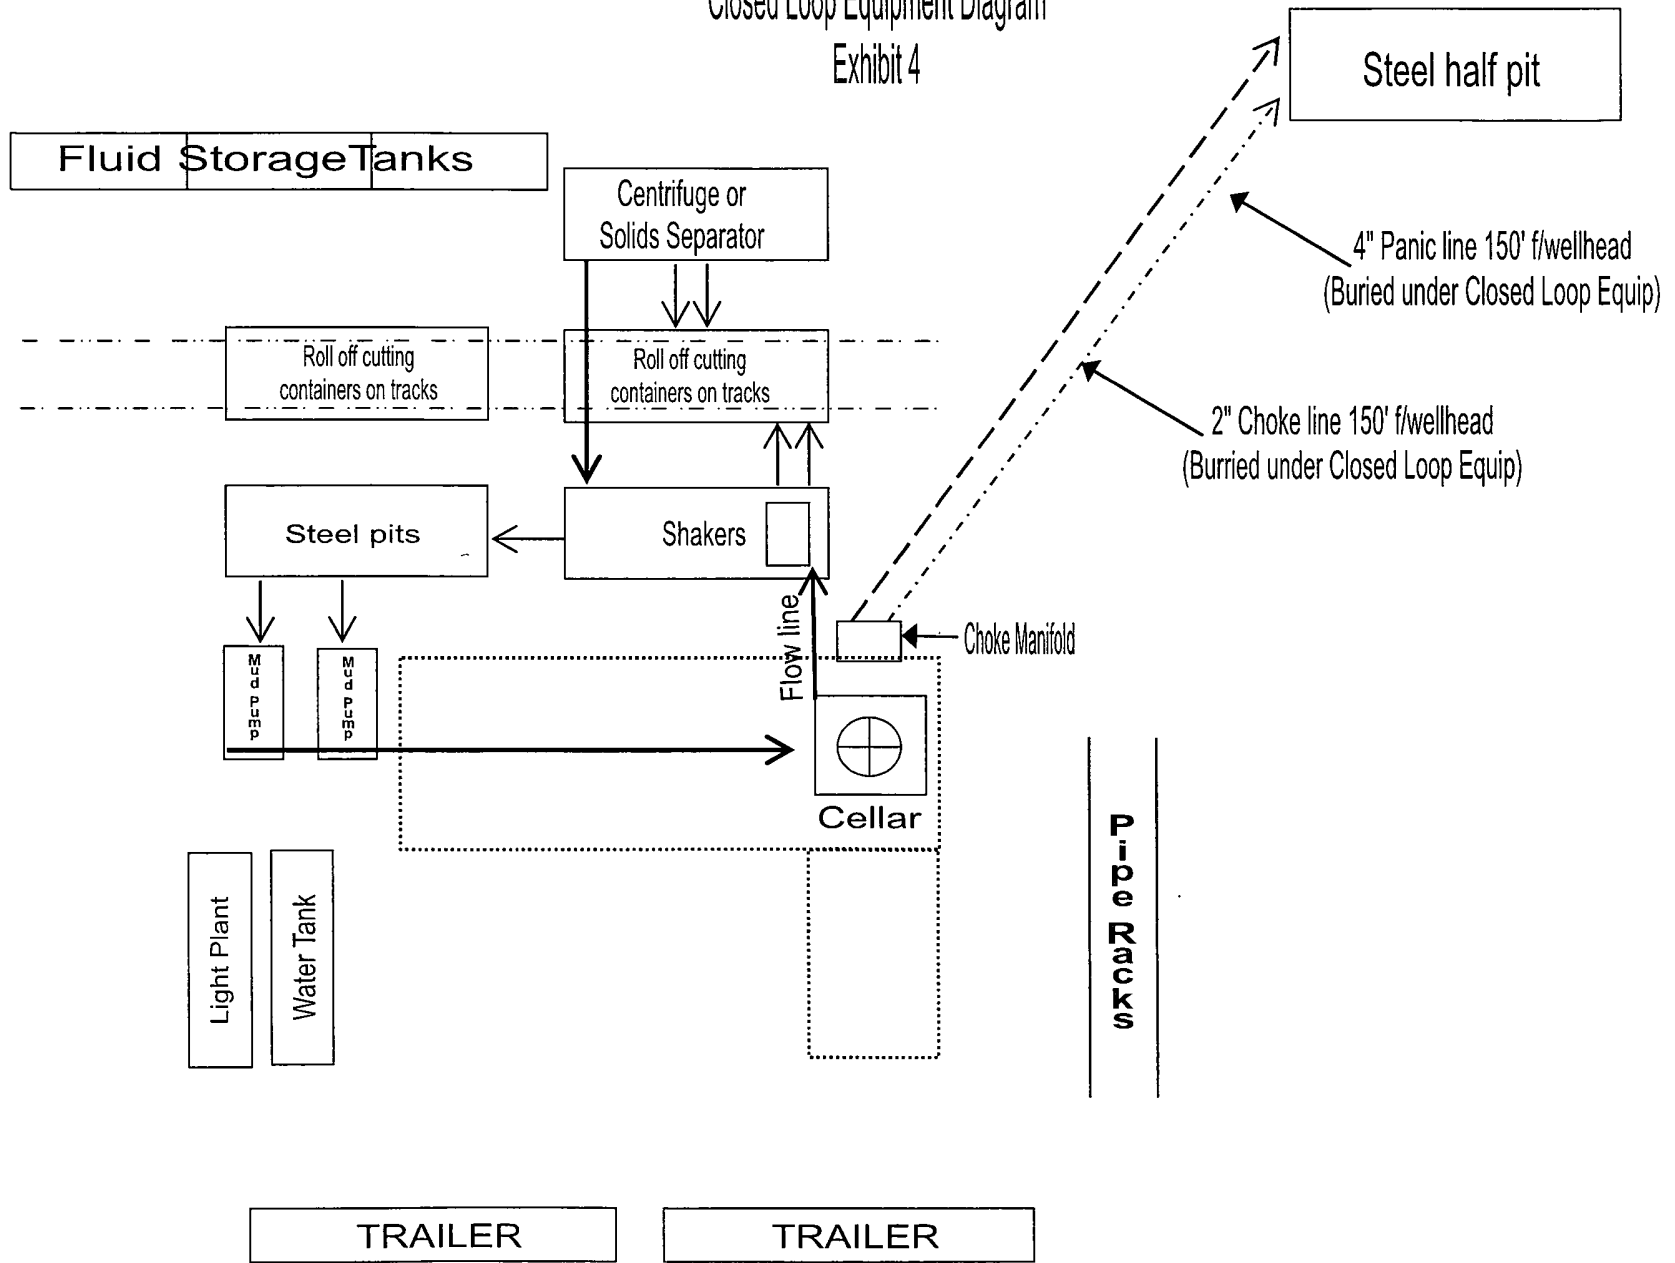 Closed Loop Equipment Diagram
Exhibit 4
Steel half pit
Fluid StorageTanks
Centrifuge or
Solids Separator
4" Panic line 150' f/wellhead
(Buried under Closed Loop Equip)
Roll off cutting
containers on tracks
Roll off cutting
containers on tracks
2" Choke line 150' f/wellhead
(Burried under Closed Loop Equip)
Steel pits
Shakers
Flow line
Choke Manifold
Mud Pump
Mud Pump
Cellar
Pipe Racks
Light Plant
Water Tank
TRAILER
TRAILER